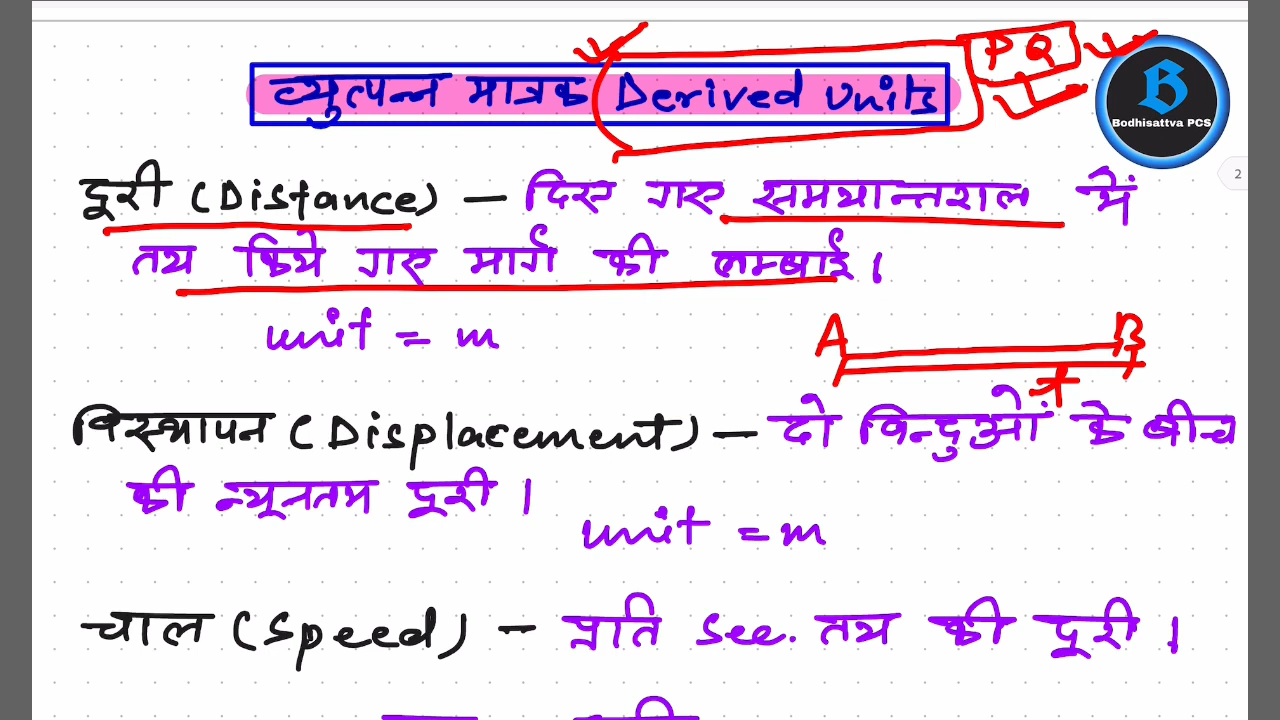 व्युत्पन्न मात्रक (Derived units
P Q
B
Bodhisattva PCS
2
दूरी (Distance) – दिए गए समयान्तराल में
तय किये गए मार्ग की लम्बाई।
unit = m
A B
विस्थापन (Displacement) – दो विन्दुओं के बीच
की न्यूनतम दूरी।
unit = m
चाल (Speed) – प्रति sec. तय की दूरी।